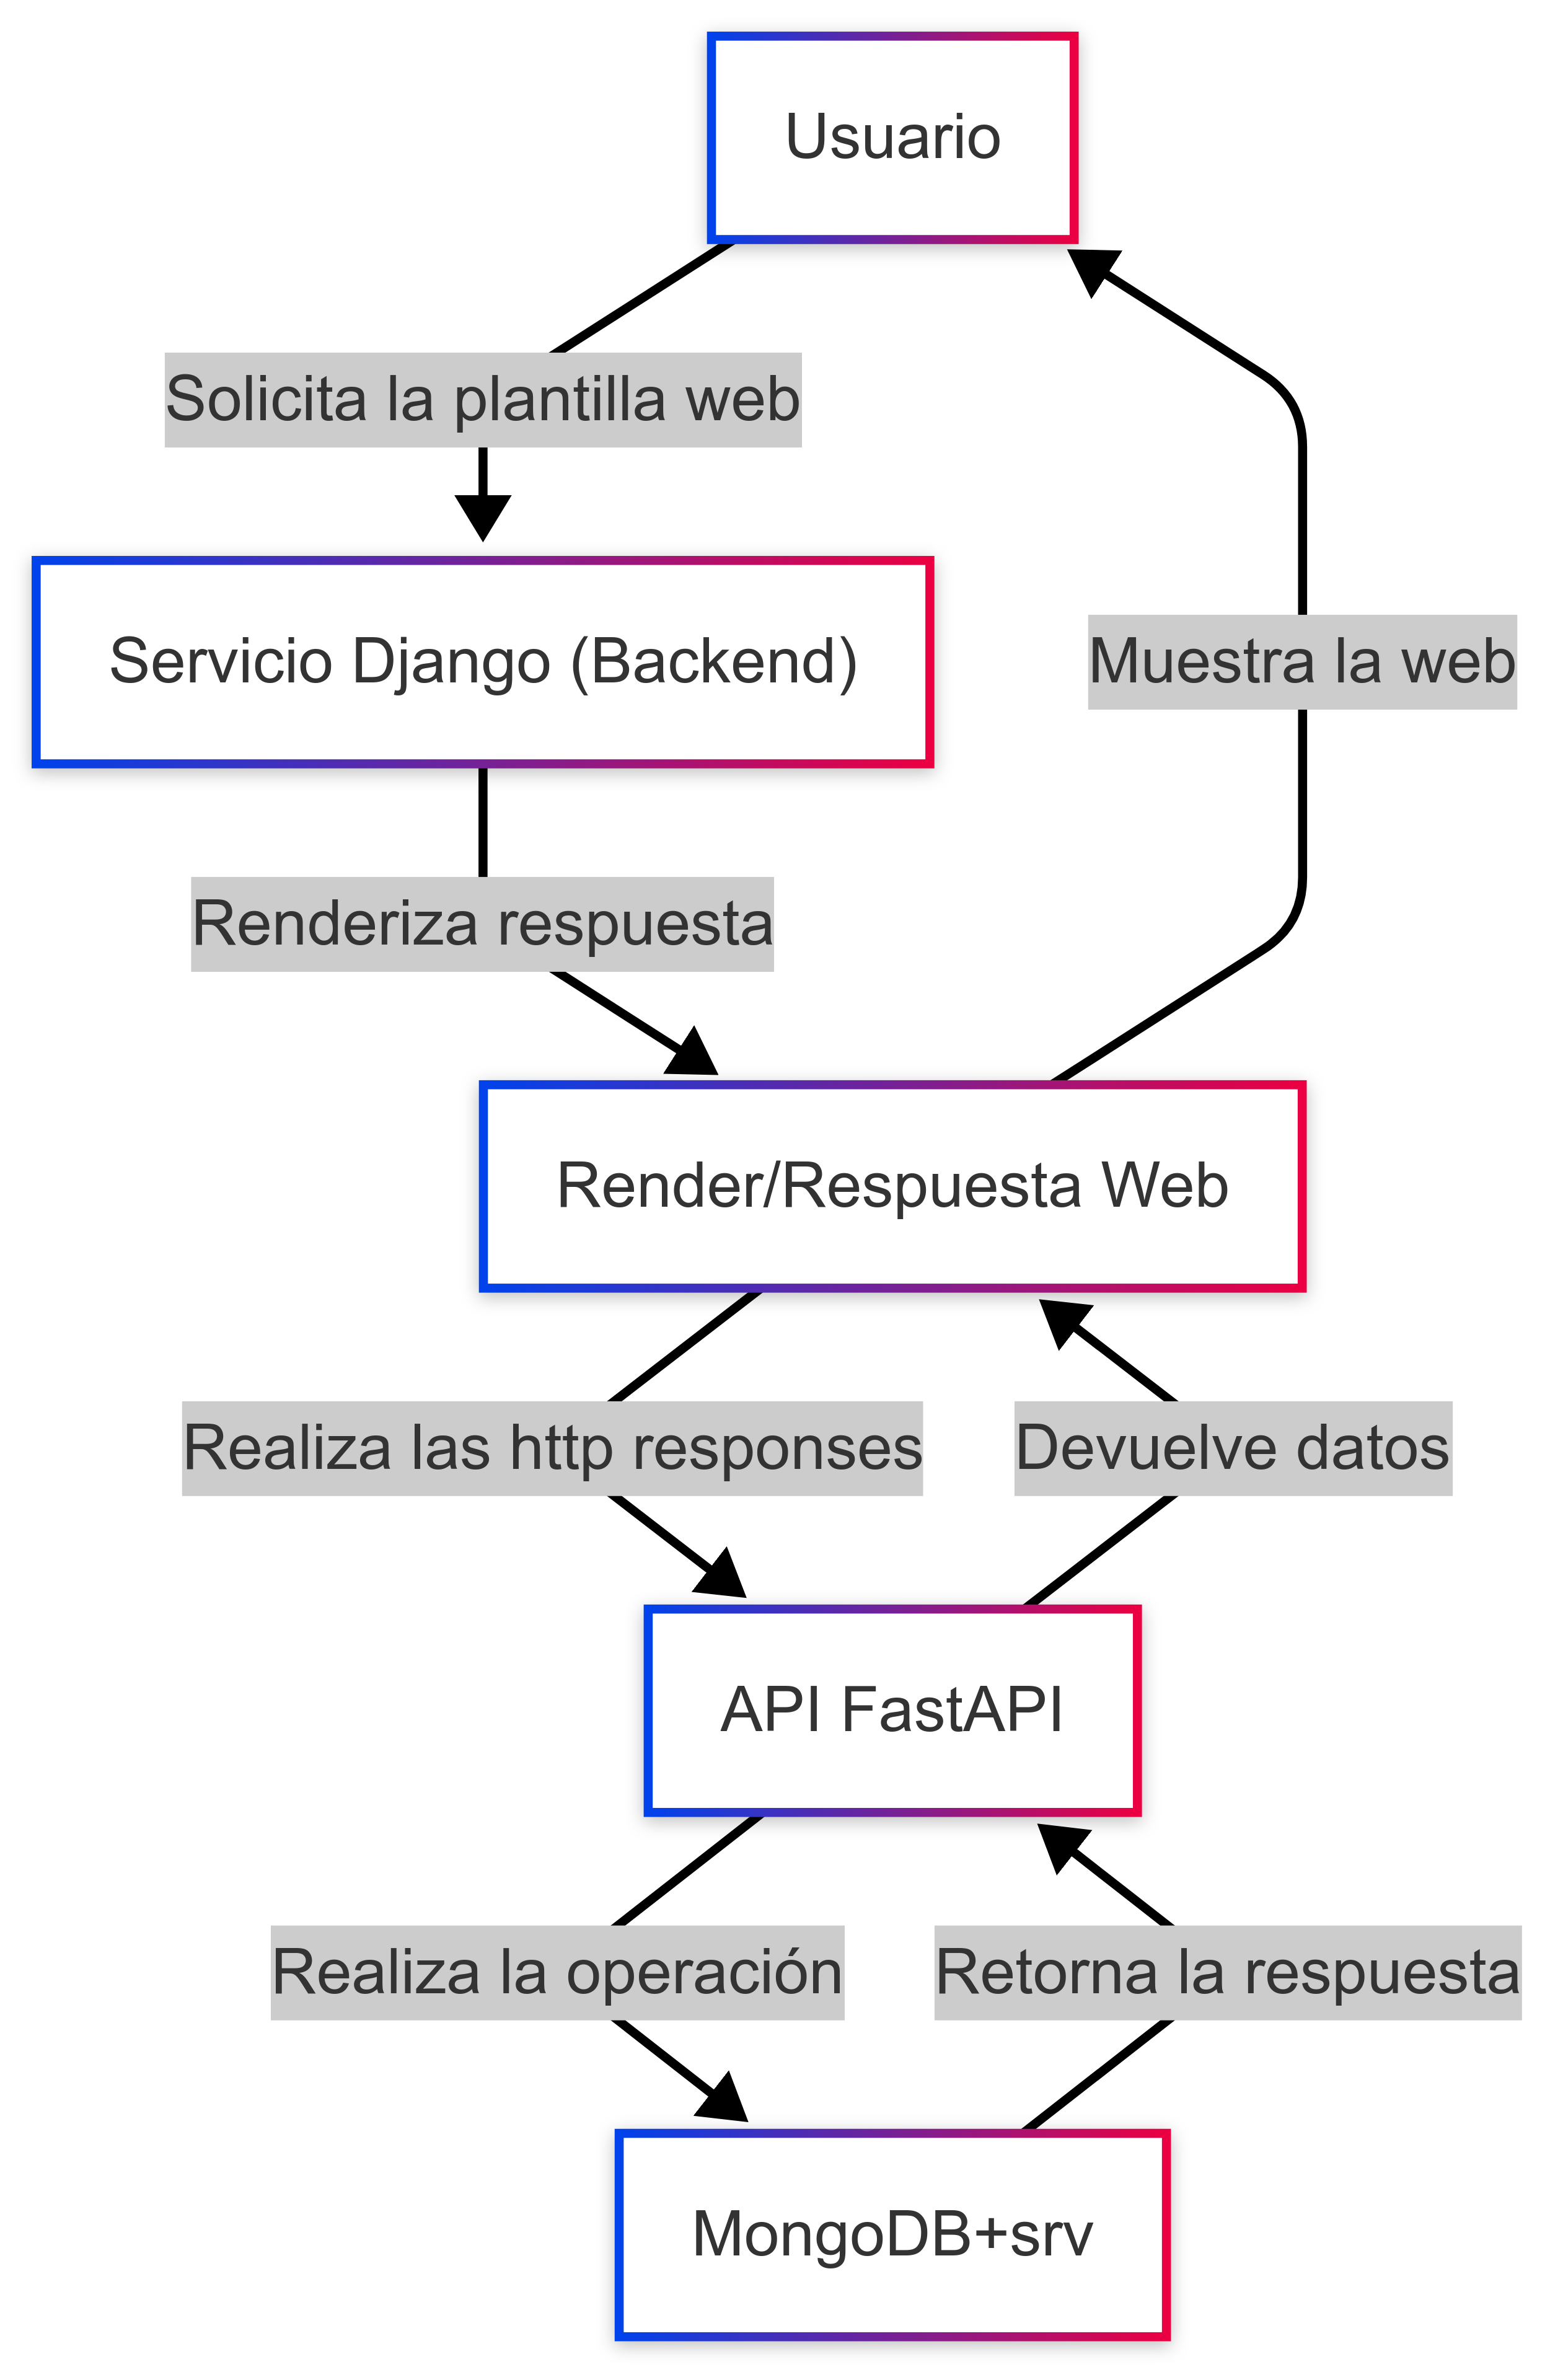 Usuario
Solicita la plantilla web
Servicio Django (Backend)
Muestra la web
Renderiza respuesta
Render/Respuesta Web
Realiza las http responses
Devuelve datos
API FastAPI
Realiza la operación
Retorna la respuesta
MongoDB+srv